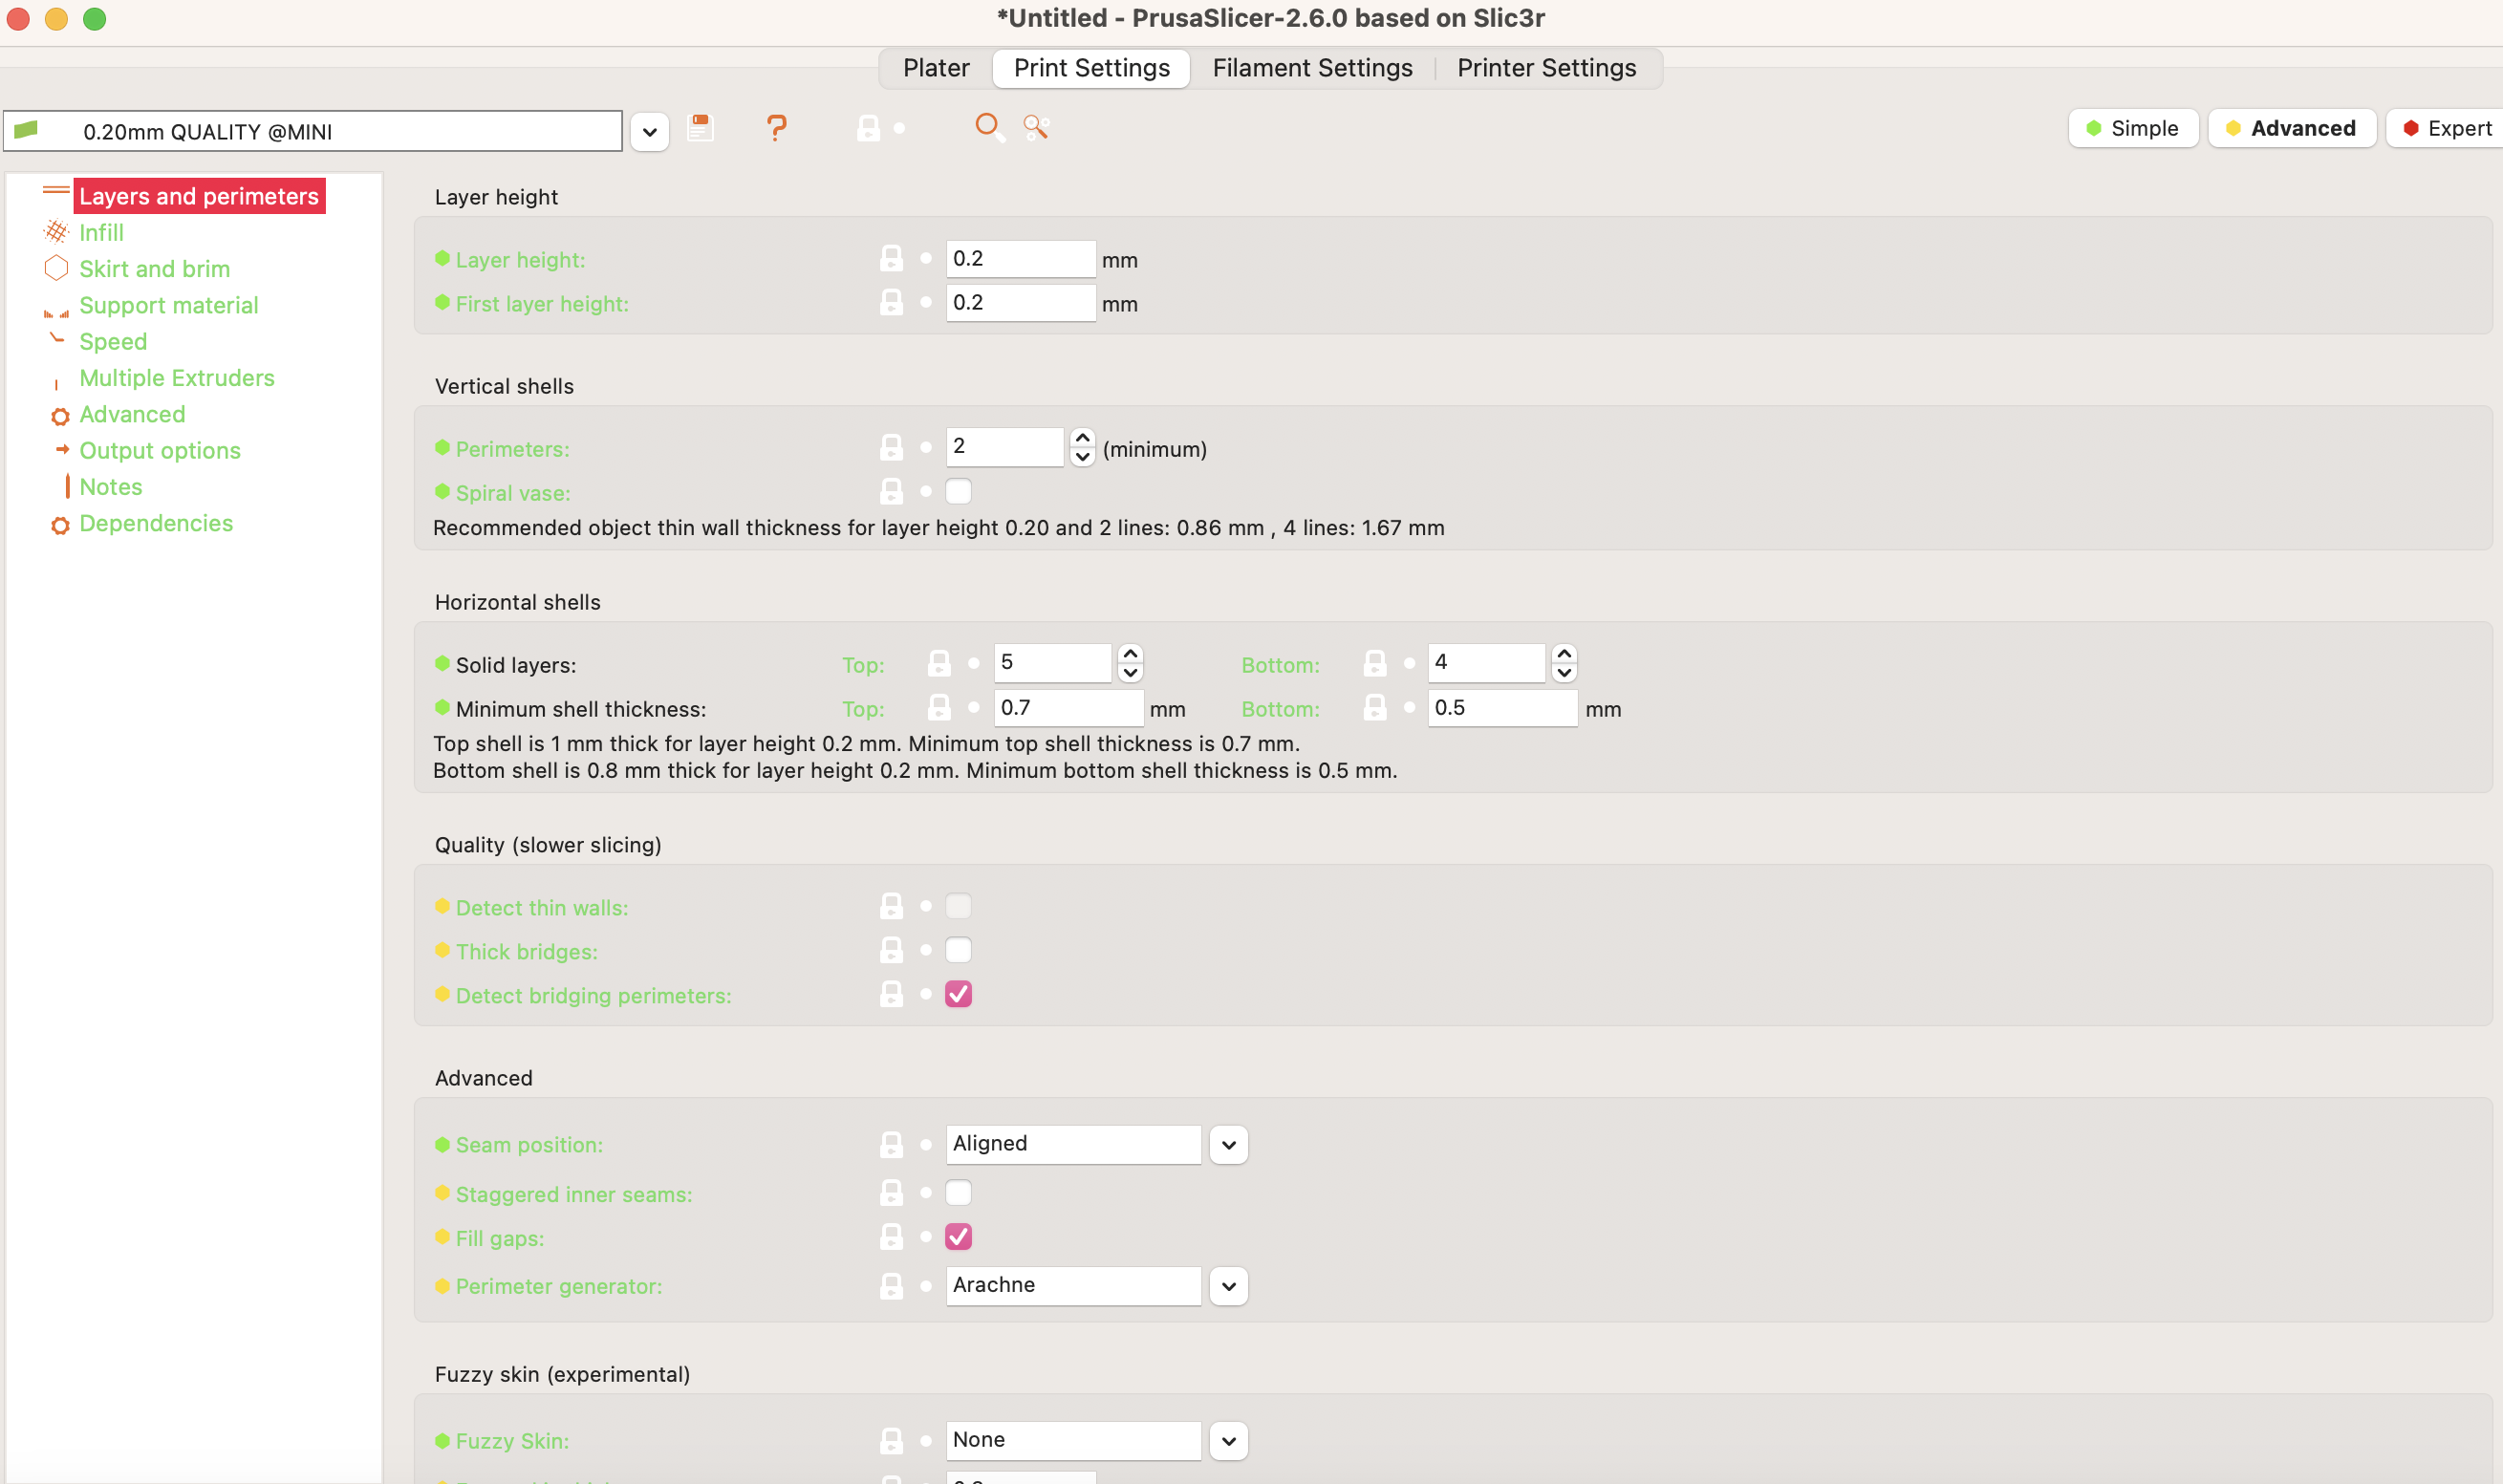 *Untitled - PrusaSlicer-2.6.0 based on Slic3r
Plater Print Settings Filament Settings Printer Settings
0.20mm QUALITY @MINI ? Simple Advanced Expert
Layers and perimeters
Infill
Skirt and brim
Support material
Speed
Multiple Extruders
Advanced
Output options
Notes
Dependencies
Layer height
Layer height: 0.2 mm
First layer height: 0.2 mm
Vertical shells
Perimeters: 2 (minimum)
Spiral vase:
Recommended object thin wall thickness for layer height 0.20 and 2 lines: 0.86 mm , 4 lines: 1.67 mm
Horizontal shells
Solid layers: Top: 5 Bottom: 4
Minimum shell thickness: Top: 0.7 mm Bottom: 0.5 mm
Top shell is 1 mm thick for layer height 0.2 mm. Minimum top shell thickness is 0.7 mm.
Bottom shell is 0.8 mm thick for layer height 0.2 mm. Minimum bottom shell thickness is 0.5 mm.
Quality (slower slicing)
Detect thin walls:
Thick bridges:
Detect bridging perimeters:
Advanced
Seam position: Aligned
Staggered inner seams:
Fill gaps:
Perimeter generator: Arachne
Fuzzy skin (experimental)
Fuzzy Skin: None